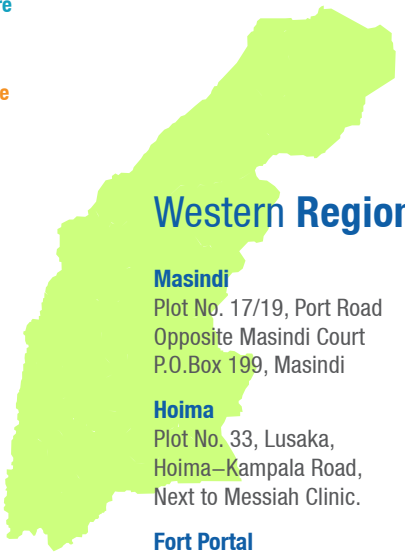 re
e
Western Region
Masindi
Plot No. 17/19, Port Road
Opposite Masindi Court
P.O.Box 199, Masindi
Hoima
Plot No. 33, Lusaka,
Hoima–Kampala Road,
Next to Messiah Clinic.
Fort Portal